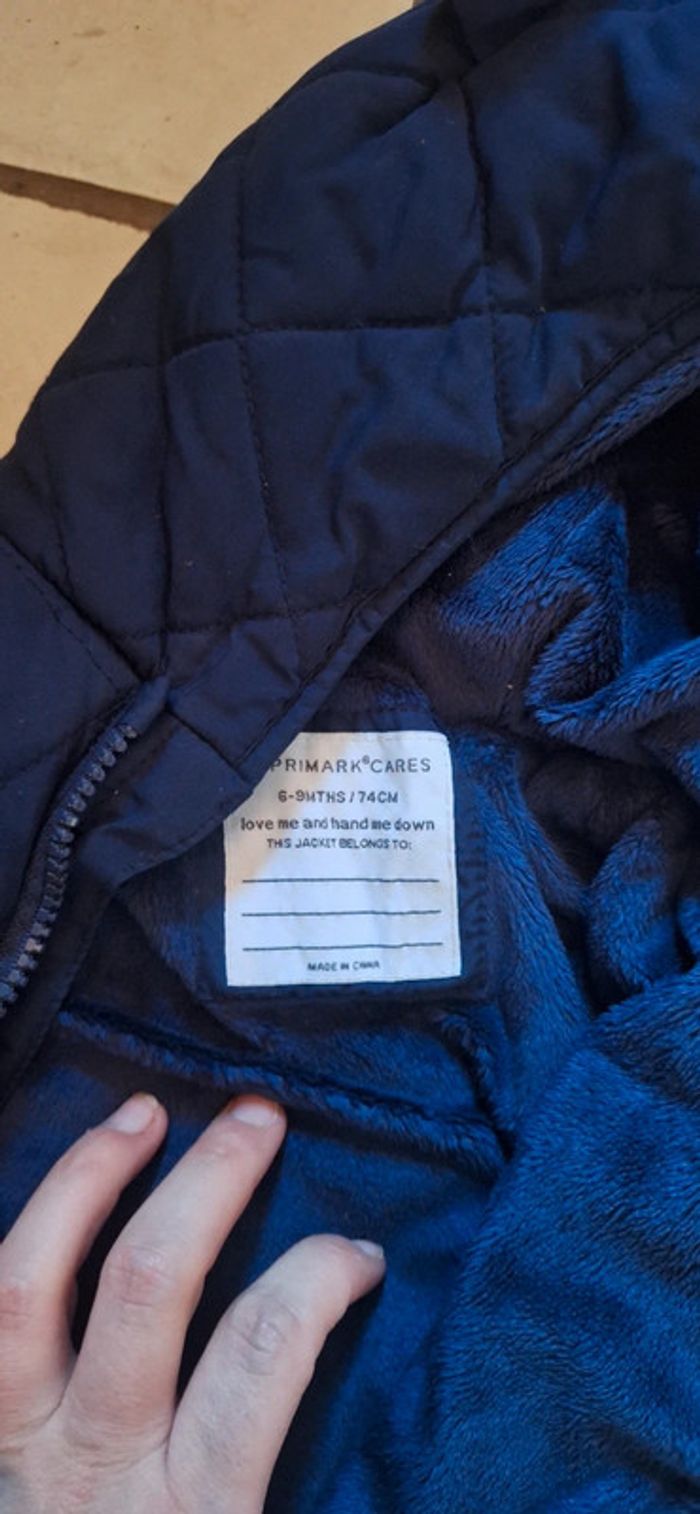 PRIMARK®CARES
6-9MTHS / 74CM
love me and hand me down
THIS JACKET BELONGS TO:
MADE IN CHINA